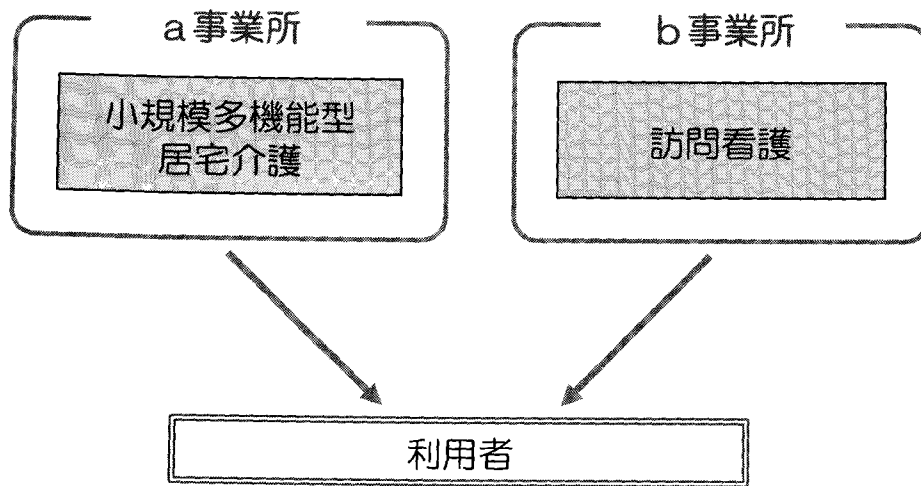 a事業所
小規模多機能型
居宅介護
b事業所
訪問看護
利用者